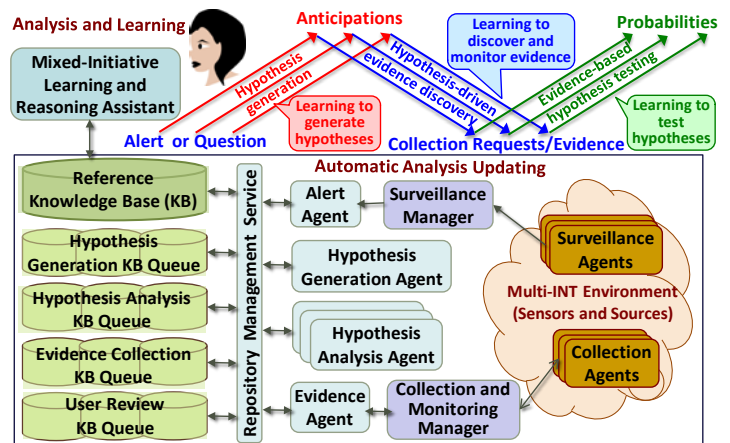 Analysis and Learning
Mixed-Initiative
Learning and
Reasoning Assistant
Anticipations
Learning to
discover and
monitor evidence
Probabilities
Hypothesis
generation
Hypothesis-driven
evidence discovery
Evidence-based
hypothesis testing
Learning to
generate
hypotheses
Learning to
test
hypotheses
Alert or Question
Collection Requests/Evidence
Automatic Analysis Updating
Reference
Knowledge Base (KB)
Hypothesis
Generation KB Queue
Hypothesis Analysis
KB Queue
Evidence Collection
KB Queue
User Review
KB Queue
Repository Management Service
Alert
Agent
Surveillance
Manager
Hypothesis
Generation Agent
Hypothesis
Analysis Agent
Evidence
Agent
Collection and
Monitoring
Manager
Surveillance
Agents
Multi-INT Environment
(Sensors and Sources)
Collection
Agents